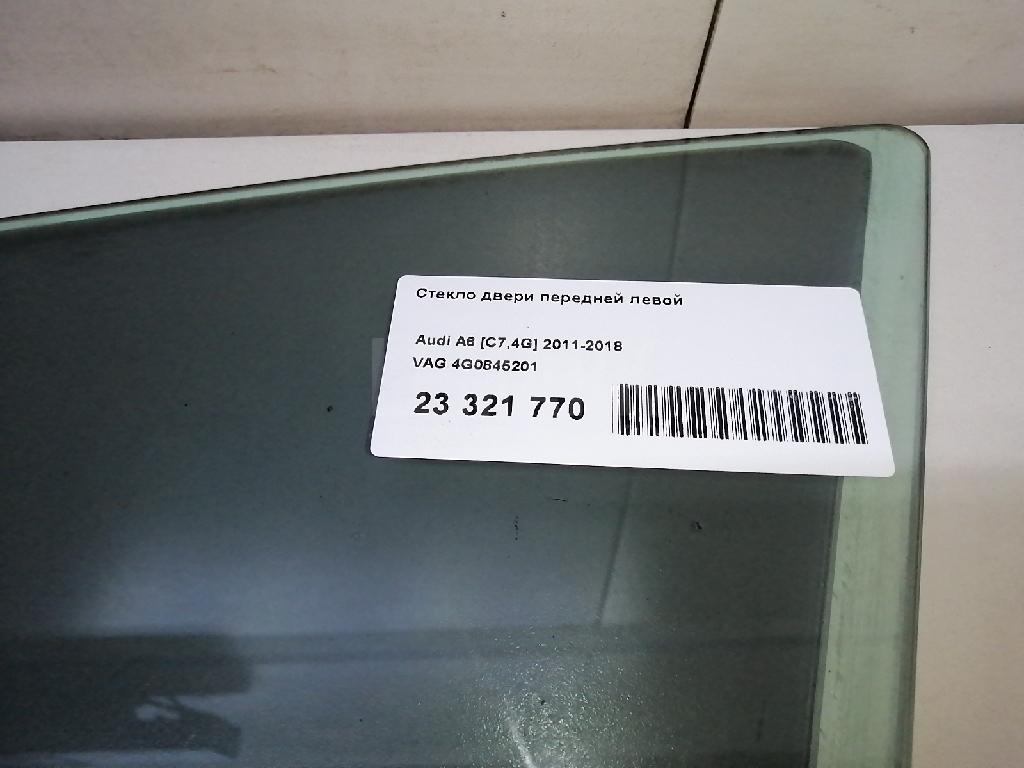 Стекло двери передней левой
Audi A6 [C7,4G] 2011-2018
VAG 4G0845201
23 321 770